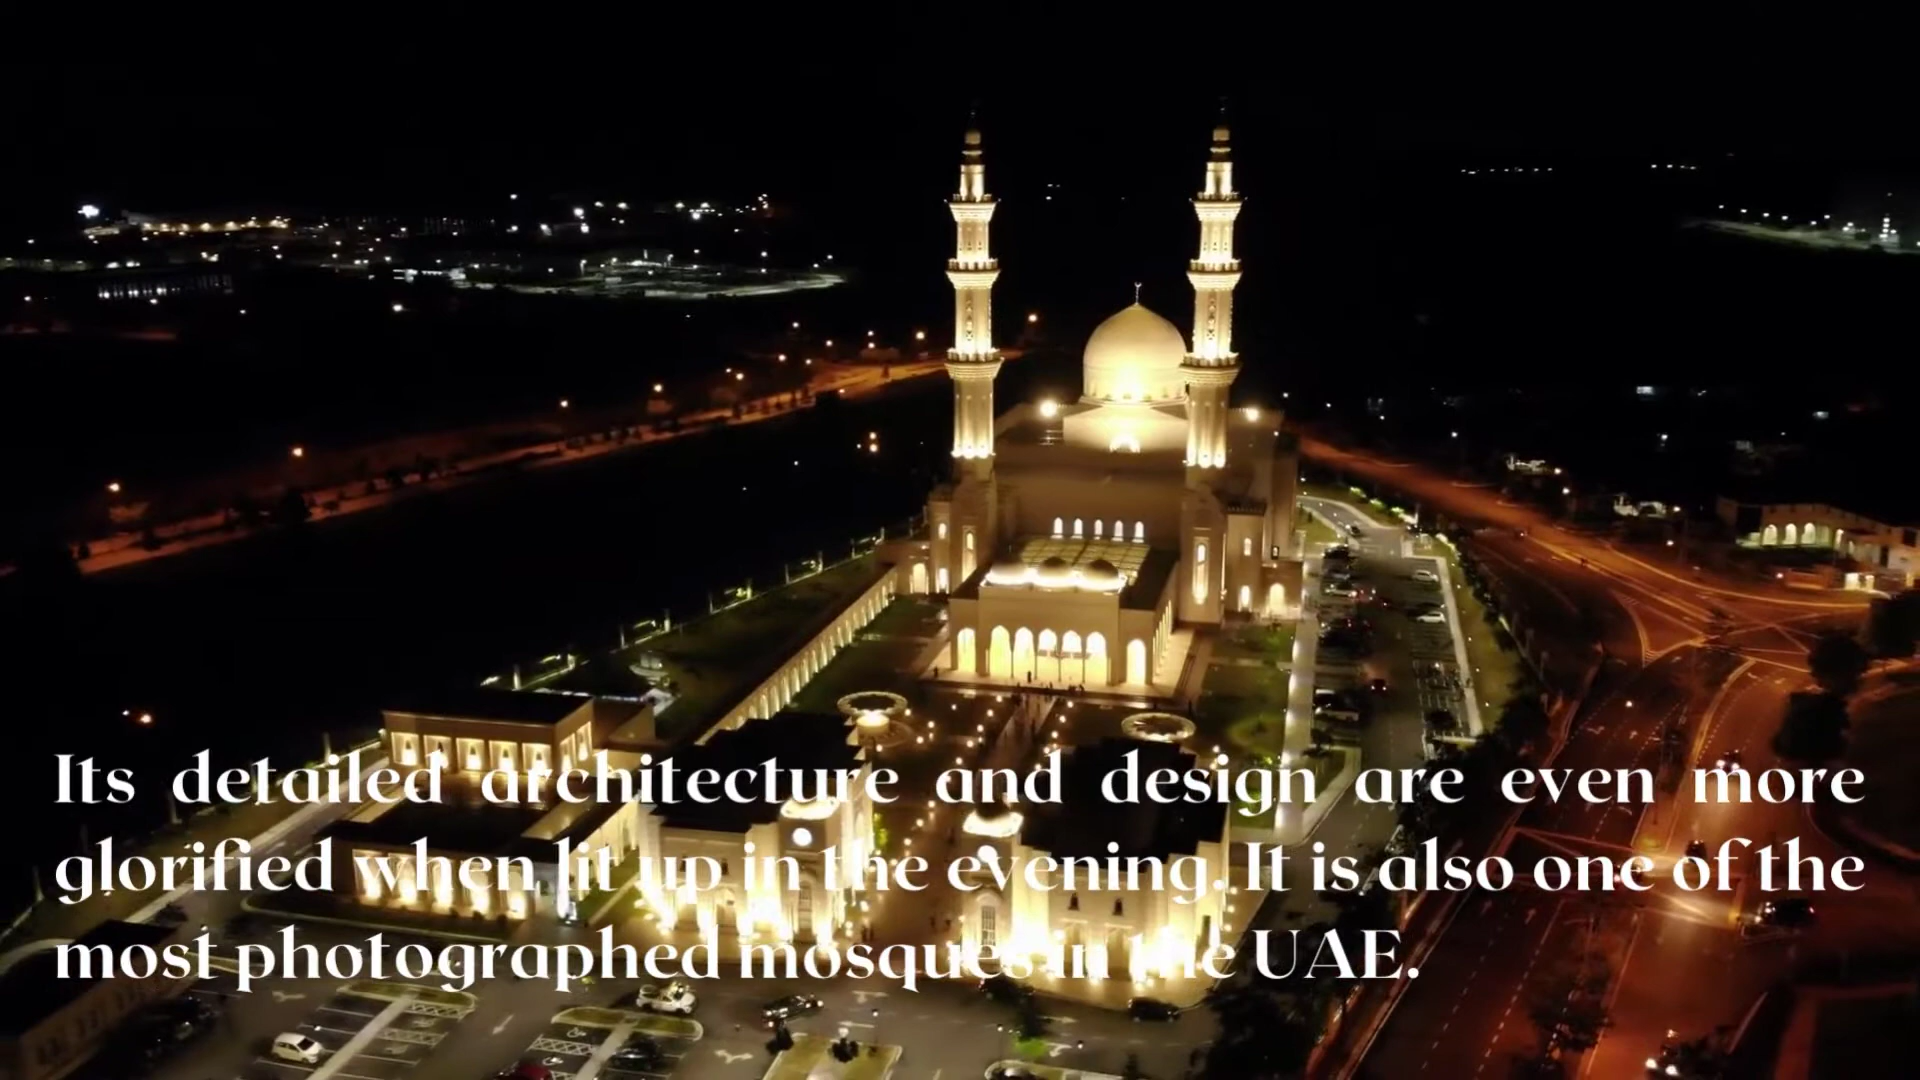 Its detailed architecture and design are even more
glorified when lit up in the evening. It is also one of the
most photographed mosques in the UAE.